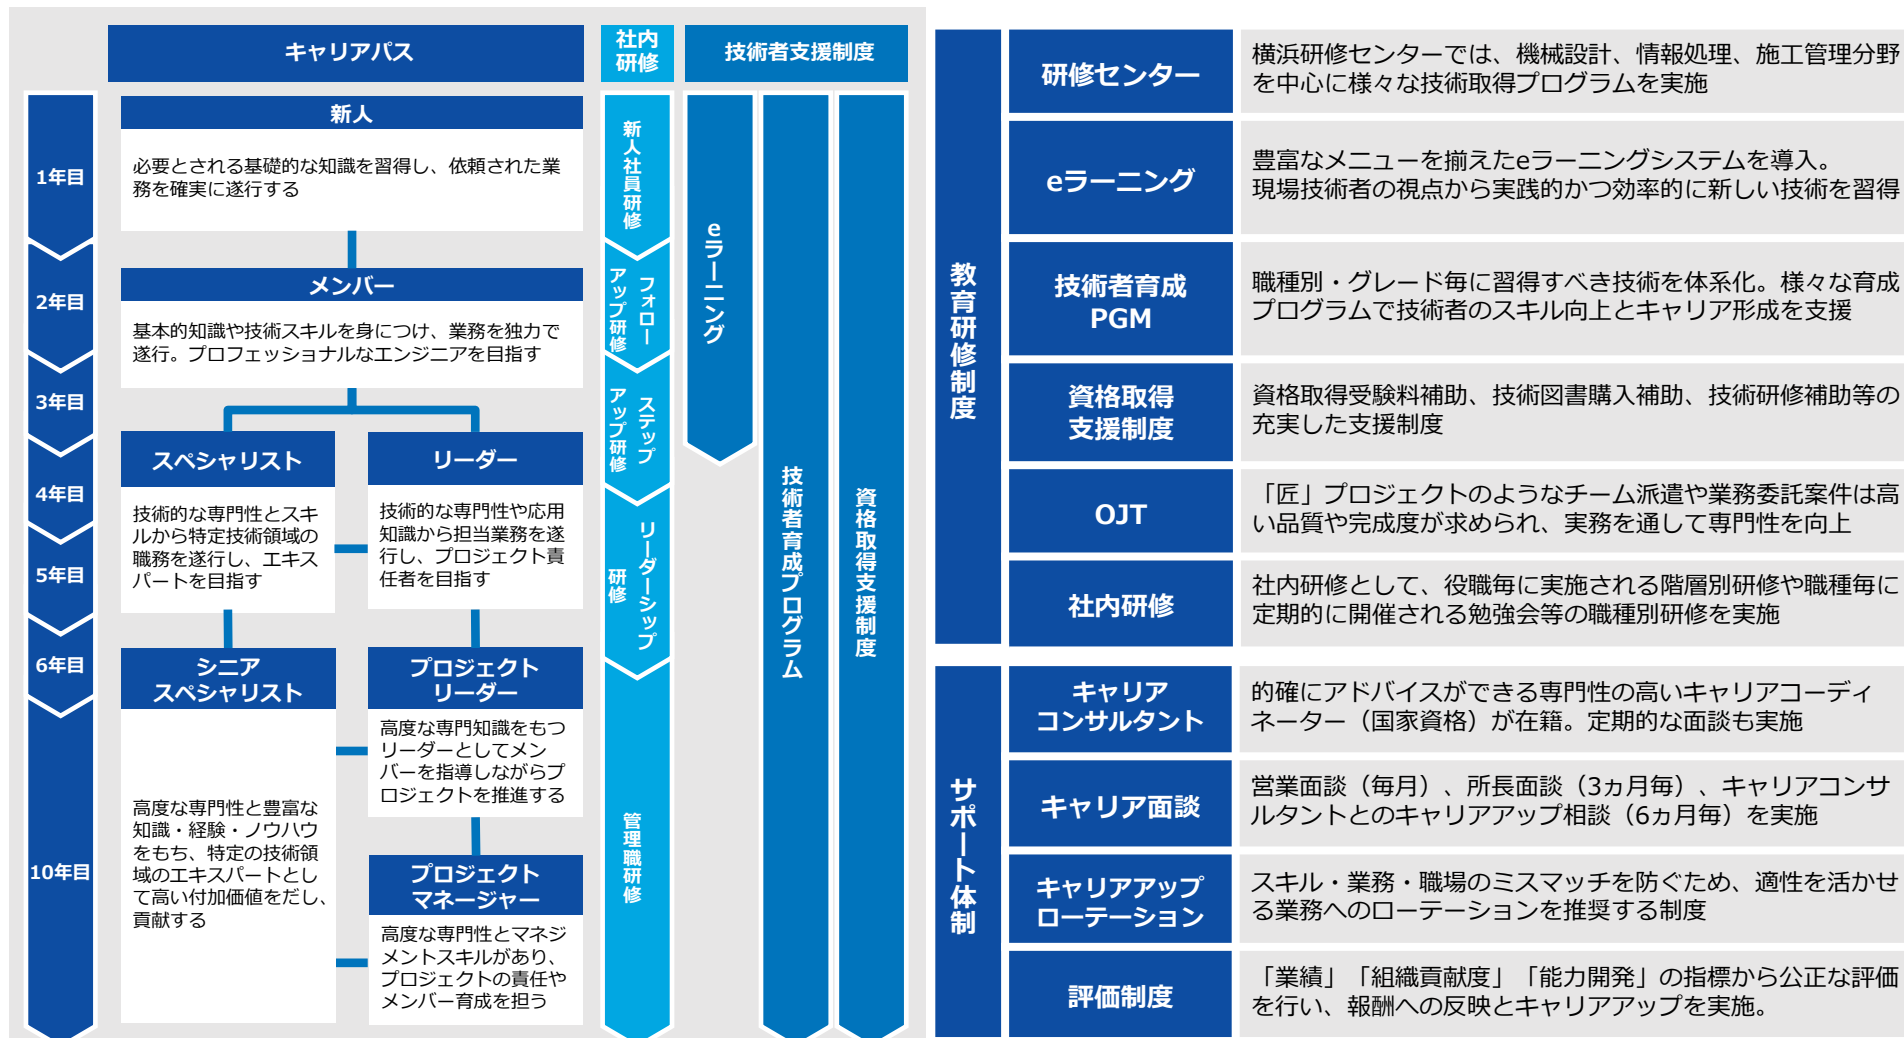 キャリアパス
社内
研修
技術者支援制度
1年目
2年目
3年目
4年目
5年目
6年目
10年目
新人
必要とされる基礎的な知識を習得し、依頼された業
務を確実に遂行する
メンバー
基本的知識や技術スキルを身につけ、業務を独力で
遂行。プロフェッショナルなエンジニアを目指す
スペシャリスト
技術的な専門性とスキ
ルから特定技術領域の
職務を遂行し、エキス
パートを目指す
リーダー
技術的な専門性や応用
知識から担当業務を遂
行し、プロジェクト責
任者を目指す
シニア
スペシャリスト
高度な専門性と豊富な
知識・経験・ノウハウ
をもち、特定の技術領
域のエキスパートとし
て高い付加価値をだし、
貢献する
プロジェクト
リーダー
高度な専門知識をもつ
リーダーとしてメン
バーを指導しながらプ
ロジェクトを推進する
プロジェクト
マネージャー
高度な専門性とマネジ
メントスキルがあり、
プロジェクトの責任や
メンバー育成を担う
新人社員研修
フォロー
アップ研修
ステップ
アップ研修
リーダーシップ
研修
管理職研修
eラーニング
技術者育成プログラム
資格取得支援制度
教育研修制度
研修センター
横浜研修センターでは、機械設計、情報処理、施工管理分野
を中心に様々な技術取得プログラムを実施
eラーニング
豊富なメニューを揃えたeラーニングシステムを導入。
現場技術者の視点から実践的かつ効率的に新しい技術を習得
技術者育成
PGM
職種別・グレード毎に習得すべき技術を体系化。様々な育成
プログラムで技術者のスキル向上とキャリア形成を支援
資格取得
支援制度
資格取得受験料補助、技術図書購入補助、技術研修補助等の
充実した支援制度
OJT
「匠」プロジェクトのようなチーム派遣や業務委託案件は高
い品質や完成度が求められ、実務を通して専門性を向上
社内研修
社内研修として、役職毎に実施される階層別研修や職種毎に
定期的に開催される勉強会等の職種別研修を実施
サポート体制
キャリア
コンサルタント
的確にアドバイスができる専門性の高いキャリアコーディ
ネーター（国家資格）が在籍。定期的な面談も実施
キャリア面談
営業面談（毎月）、所長面談（3ヵ月毎）、キャリアコンサ
ルタントとのキャリアアップ相談（6ヵ月毎）を実施
キャリアアップ
ローテーション
スキル・業務・職場のミスマッチを防ぐため、適性を活かせ
る業務へのローテーションを推奨する制度
評価制度
「業績」「組織貢献度」「能力開発」の指標から公正な評価
を行い、報酬への反映とキャリアアップを実施。